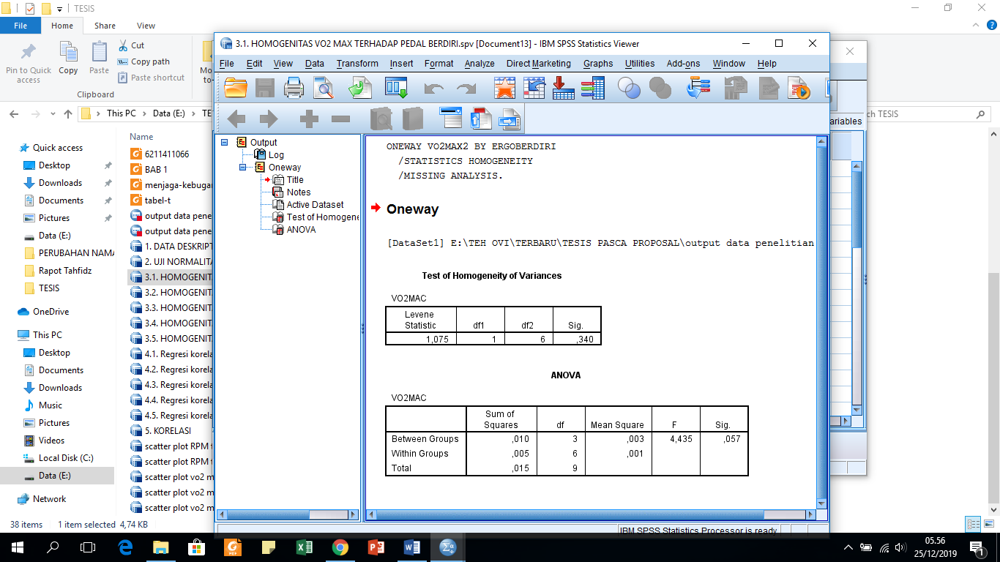 TESIS
File Home Share View
Pin to Quick access
Copy
Paste
Cut
Copy path
Paste shortcut
Clipboard
This PC > Data (E:) >
TESIS
Quick access
Desktop
Downloads
Documents
Pictures
Data (E:)
PERUBAHAN NAMA
Rapot Tahfidz
TESIS
OneDrive
This PC
Desktop
Documents
Downloads
Music
Pictures
Videos
Local Disk (C:)
Data (E:)
Network
Name
6211411066
BAB 1
menjaga-kebugar
tabel-t
output data pene
output data pene
1. DATA DESKRIPT
2. UJI NORMALITA
3.1. HOMOGENITA
3.2. HOMOGENITA
3.3. HOMOGENITA
3.4. HOMOGENITA
3.5. HOMOGENITA
4.1. Regresi korela
4.2. Regresi korela
4.3. Regresi korela
4.4. Regresi korela
4.5. Regresi korela
5. KORELASI
scatter plot RPM t
scatter plot RPM t
scatter plot vo2 m
scatter plot vo2 m
scatter plot vo2 m
38 items 1 item selected 4,74 KB
3.1. HOMOGENITAS VO2 MAX TERHADAP PEDAL BERDIRI.spv [Document13] - IBM SPSS Statistics Viewer
File Edit View Data Transform Insert Format Analyze Direct Marketing Graphs Utilities Add-ons Window Help
ariables
Output
Log
Oneway
Title
Notes
Active Dataset
Test of Homogene
ANOVA
ONEWAY VO2MAX2 BY ERGOBERDIRI
/STATISTICS HOMOGENEITY
/MISSING ANALYSIS.
Oneway
[DataSet1] E:\TEH OVI\TERBARU\TESIS PASCA PROPOSAL\output data penelitian
Test of Homogeneity of Variances
VO2MAC
Levene Statistic df1 df2 Sig.
1,075 1 6 ,340
ANOVA
VO2MAC
Sum of Squares df Mean Square F Sig.
Between Groups ,010 3 ,003 4,435 ,057
Within Groups ,005 6 ,001
Total ,015 9
IBM SPSS Statistics Processor is ready
05.56
25/12/2019